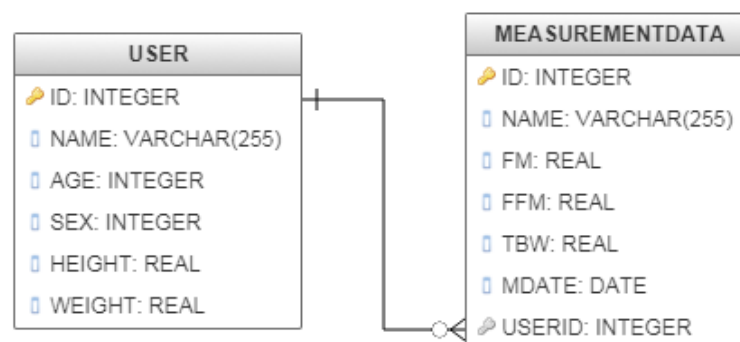 USER
ID: INTEGER
NAME: VARCHAR(255)
AGE: INTEGER
SEX: INTEGER
HEIGHT: REAL
WEIGHT: REAL
MEASUREMENTDATA
ID: INTEGER
NAME: VARCHAR(255)
FM: REAL
FFM: REAL
TBW: REAL
MDATE: DATE
USERID: INTEGER